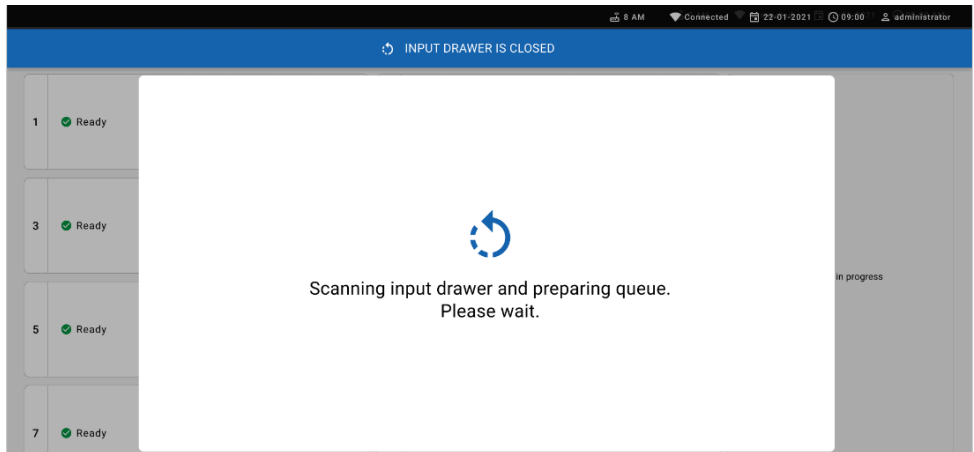 8 AM Connected 22-01-2021 09:00 administrator
INPUT DRAWER IS CLOSED
1 Ready
3 Ready
Scanning input drawer and preparing queue.
Please wait.
in progress
5 Ready
7 Ready